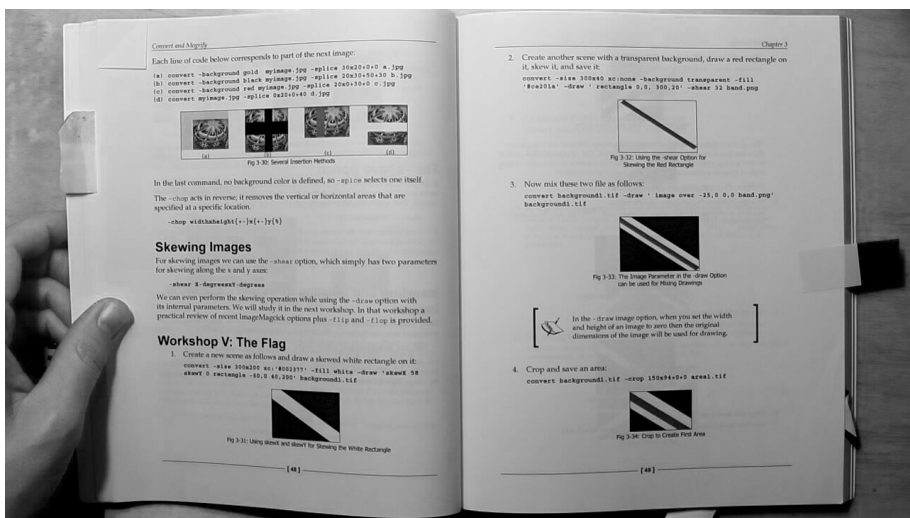 Convert and Mogrify
Each line of code below corresponds to part of the next image:
(a) convert -background gold myimage.jpg -splice 30x20+0+0 a.jpg
(b) convert -background black myimage.jpg -splice 20x30+50+30 b.jpg
(c) convert -background red myimage.jpg -splice 20x0+30+0 c.jpg
(d) convert myimage.jpg -splice 0x20+0+40 d.jpg
(a) (b) (c) (d)
Fig 3-30: Several Insertion Methods
In the last command, no background color is defined, so -splice selects one itself.
The -chop acts in reverse; it removes the vertical or horizontal areas that are
specified at a specific location.
-chop widthxheight{+-}x{+-}y{%}
Skewing Images
For skewing images we can use the -shear option, which simply has two parameters
for skewing along the x and y axes:
-shear X-degreesxY-degrees
We can even perform the skewing operation while using the -draw option with
its internal parameters. We will study it in the next workshop. In that workshop a
practical review of recent ImageMagick options plus -flip and -flop is provided.
Workshop V: The Flag
1. Create a new scene as follows and draw a skewed white rectangle on it:
convert -size 300x200 xc:'#002377' -fill white -draw 'skewX 58
skewY 0 rectangle -60,0 40,200' background1.tif
Fig 3-31: Using skewX and skewY for Skewing the White Rectangle
[ 48 ]
Chapter 3
2. Create another scene with a transparent background, draw a red rectangle on
it, skew it, and save it:
convert -size 300x40 xc:none -background transparent -fill
'#ca201a' -draw ' rectangle 0,0, 300,20' -shear 32 band.png
Fig 3-32: Using the -shear Option for
Skewing the Red Rectangle
3. Now mix these two file as follows:
convert background1.tif -draw ' image over -25,0 0,0 band.png'
background1.tif
Fig 3-33: The Image Parameter in the -draw Option
can be used for Mixing Drawings
In the -draw image option, when you set the width
and height of an image to zero then the original
dimensions of the image will be used for drawing.
4. Crop and save an area:
convert background1.tif -crop 150x94+0+0 area1.tif
Fig 3-34: Crop to Create First Area
[ 49 ]